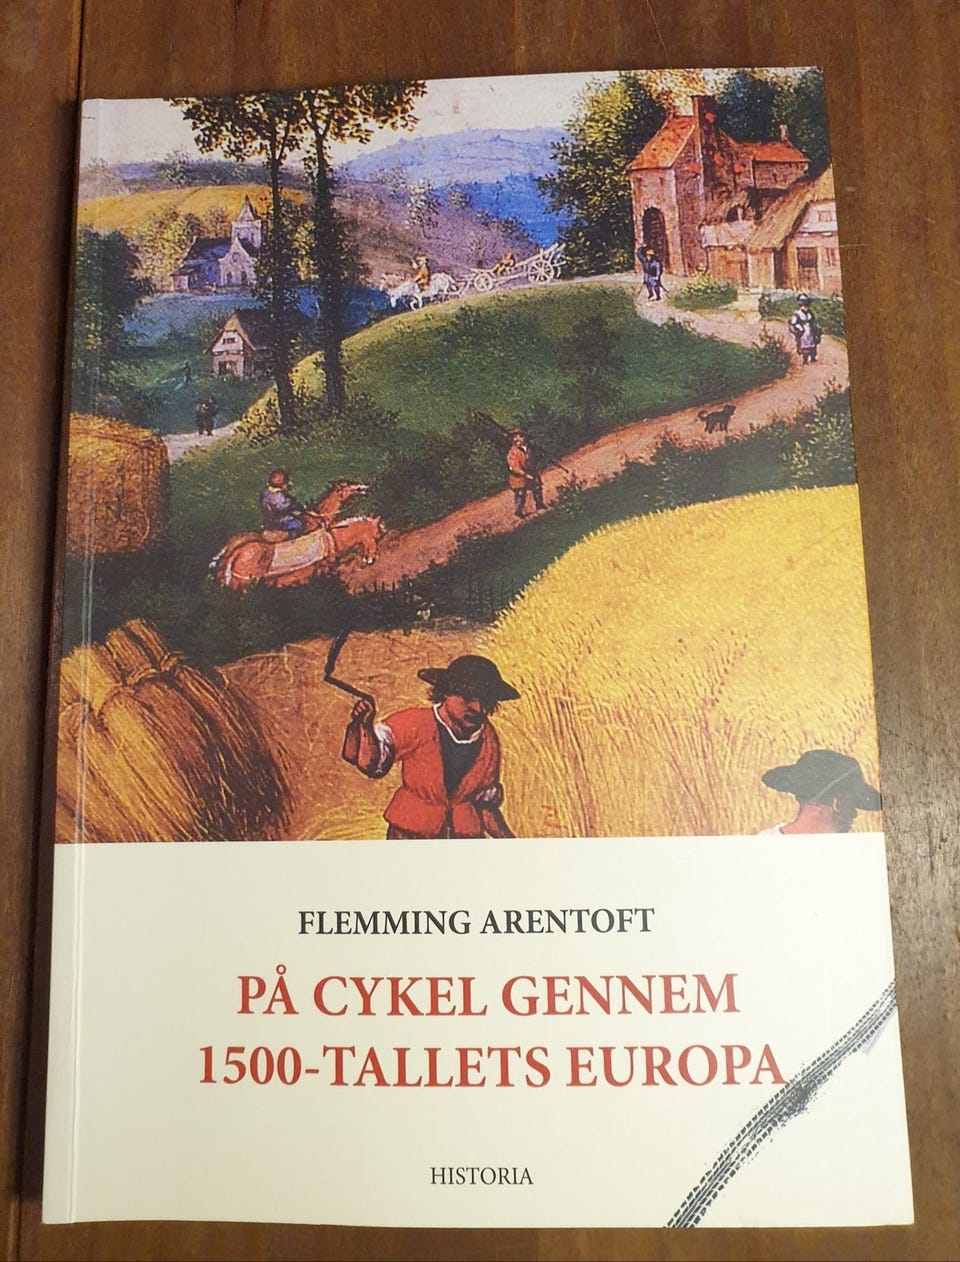 FLEMMING ARENTOFT
PÅ CYKEL GENNEM
1500-TALLETS EUROPA
HISTORIA